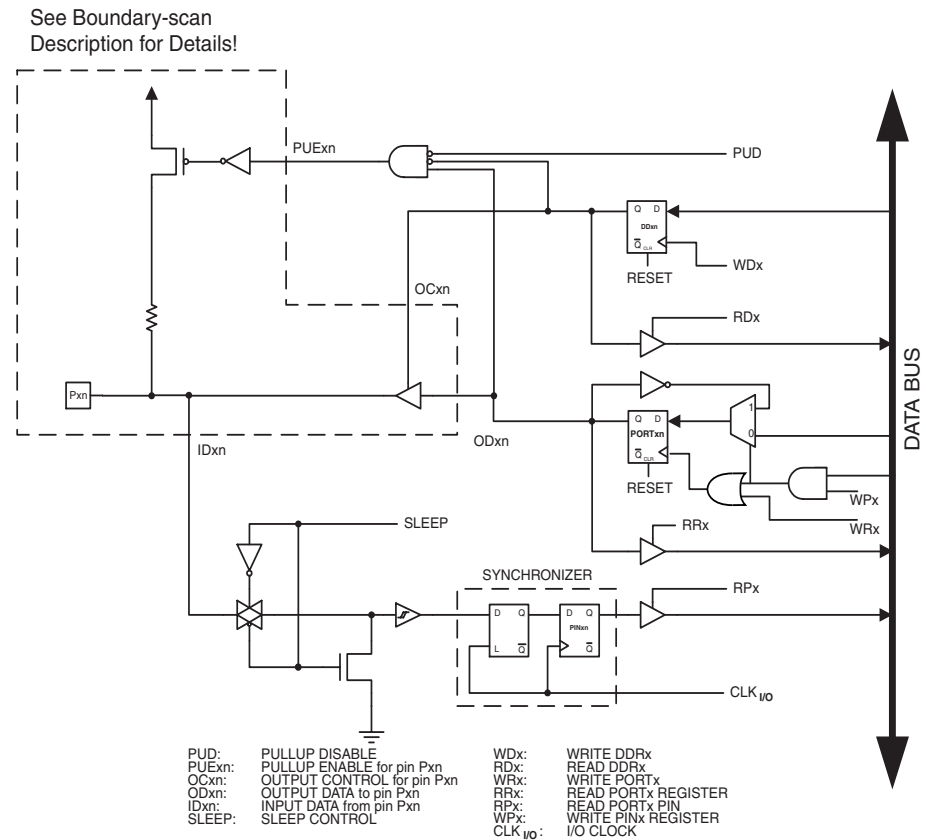 See Boundary-scan
Description for Details!
PUExn
PUD
Q D
DDxn
Q CLR
WDx
RESET
OCxn
RDx
Pxn
1
Q D
PORTxn
0
ODxn
IDxn
Q CLR
RESET
WPx
WRx
RRx
SLEEP
SYNCHRONIZER
RPx
D Q
D Q
PINxn
L Q
Q
CLK I/O
DATA BUS
PUD: PULLUP DISABLE
PUExn: PULLUP ENABLE for pin Pxn
OCxn: OUTPUT CONTROL for pin Pxn
ODxn: OUTPUT DATA to pin Pxn
IDxn: INPUT DATA from pin Pxn
SLEEP: SLEEP CONTROL
WDx: WRITE DDRx
RDx: READ DDRx
WRx: WRITE PORTx
RRx: READ PORTx REGISTER
RPx: READ PORTx PIN
WPx: WRITE PINx REGISTER
CLK I/O: I/O CLOCK